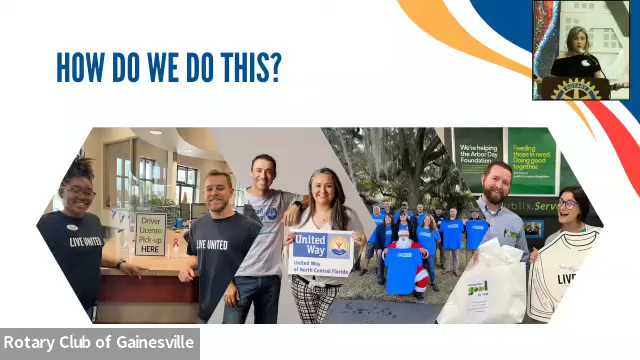 HOW DO WE DO THIS?
We're helping
the Arbor Day
Foundation.
Feeding
those in need.
Doing good
together.
LIVE UNITED
Driver
License
Pick-up
HERE
LIVE UNITED
United
Way
United Way
of North Central Florida
good
LIVE
ROTARY
Rotary Club of Gainesville